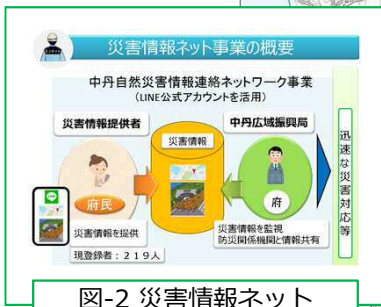 災害情報ネット事業の概要
中丹自然災害情報連絡ネットワーク事業
（LINE公式アカウントを活用）
災害情報提供者
中丹広域振興局
災害情報
府民
府
災害情報を提供
災害情報を監視
防災関係機関と情報共有
現登録者：２１９人
迅速な災害対応等
図-2 災害情報ネット